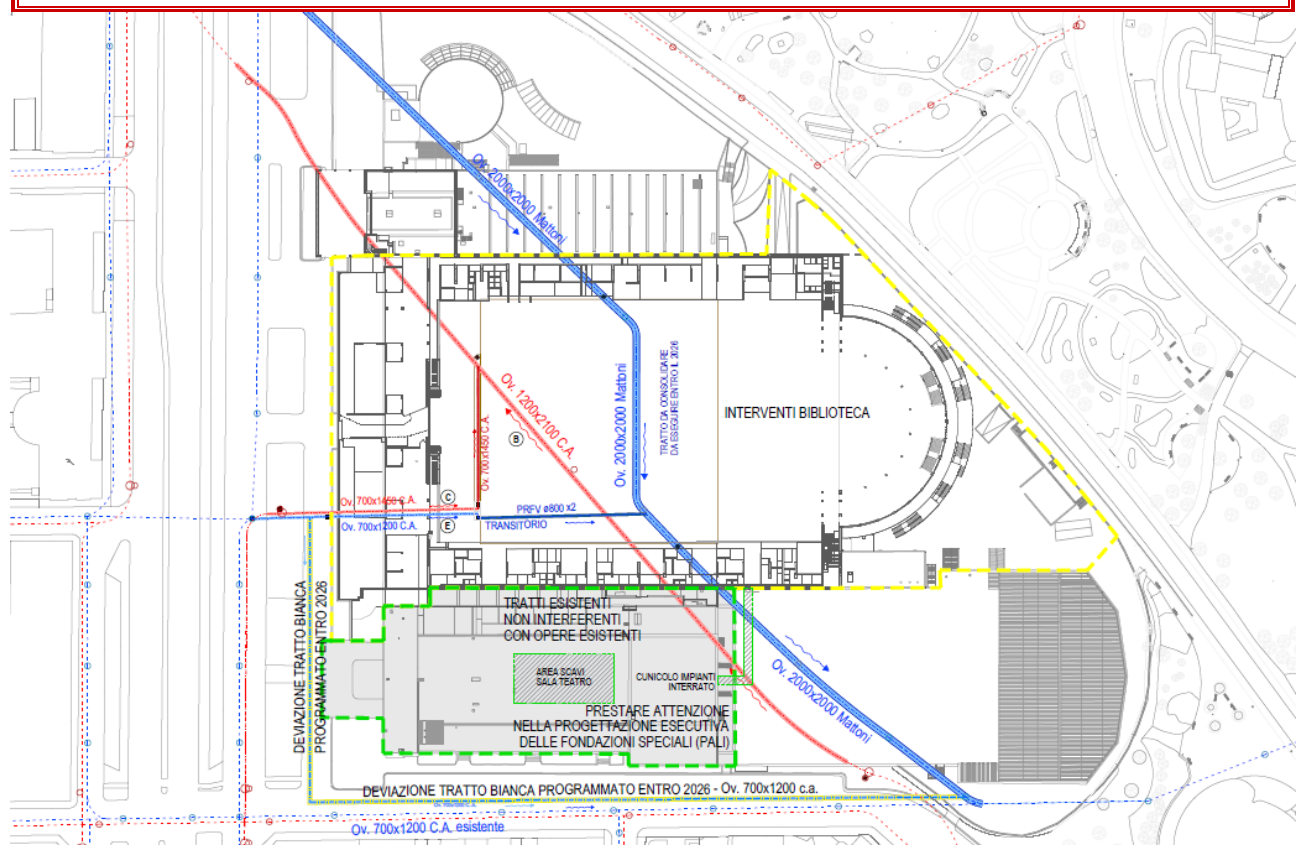 Ov. 2000x2000 Mattoni
Ov. 1200x2100 C.A.
B
Ov. 700x1450 C.A.
Ov. 2000x2000 Mattoni
TRATTO DA CONSOLIDARE
DA ESEGUIRE ENTRO IL 2026
INTERVENTI BIBLIOTECA
Ov. 700x1450 C.A.
C
Ov. 700x1200 C.A.
E
PRFV ø800 x2
TRANSITORIO
DEVIAZIONE TRATTO BIANCA
PROGRAMMATO ENTRO 2026
TRATTI ESISTENTI
NON INTERFERENTI
CON OPERE ESISTENTI
AREA SCAVI
SALA TEATRO
CUNICOLO IMPIANTI
INTERRATO
PRESTARE ATTENZIONE
NELLA PROGETTAZIONE ESECUTIVA
DELLE FONDAZIONI SPECIALI (PALI)
Ov. 2000x2000 Mattoni
DEVIAZIONE TRATTO BIANCA PROGRAMMATO ENTRO 2026 - Ov. 700x1200 c.a.
Ov. 700x1200 C.A. esistente